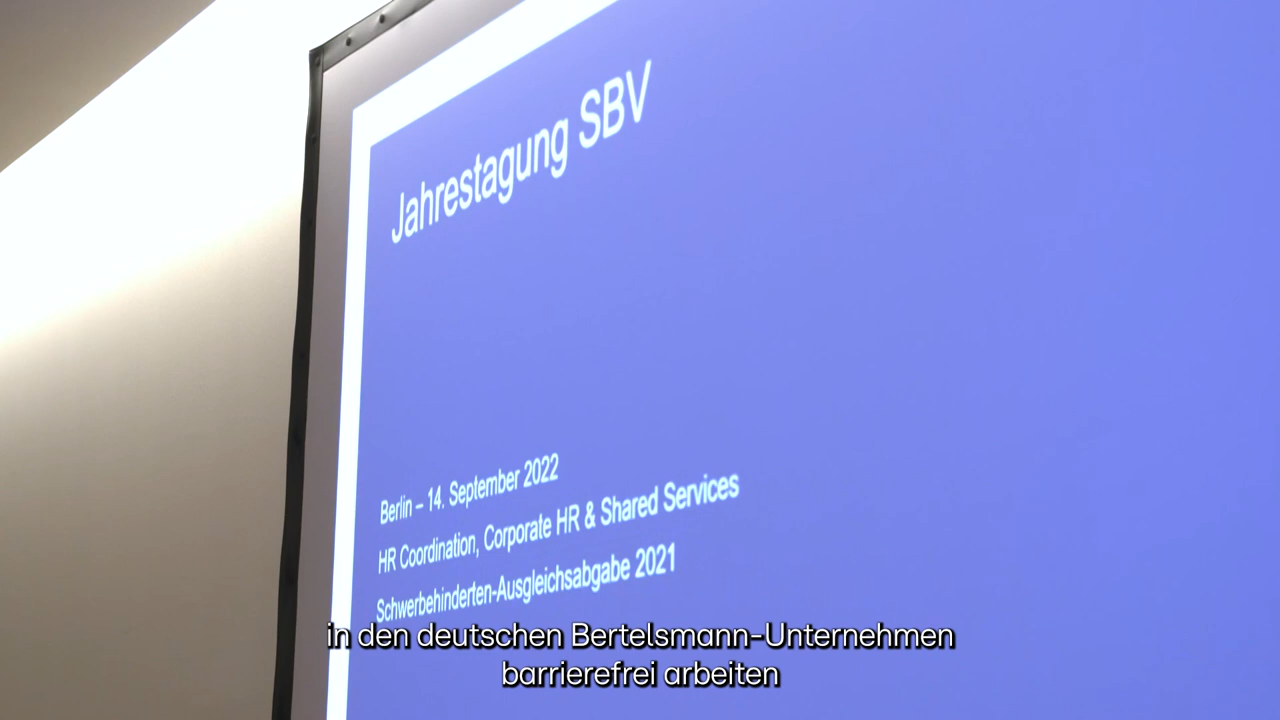 Jahrestagung SBV
Berlin – 14. September 2022
HR Coordination, Corporate HR & Shared Services
Schwerbehinderten-Ausgleichsabgabe 2021
in den deutschen Bertelsmann-Unternehmen
barrierefrei arbeiten